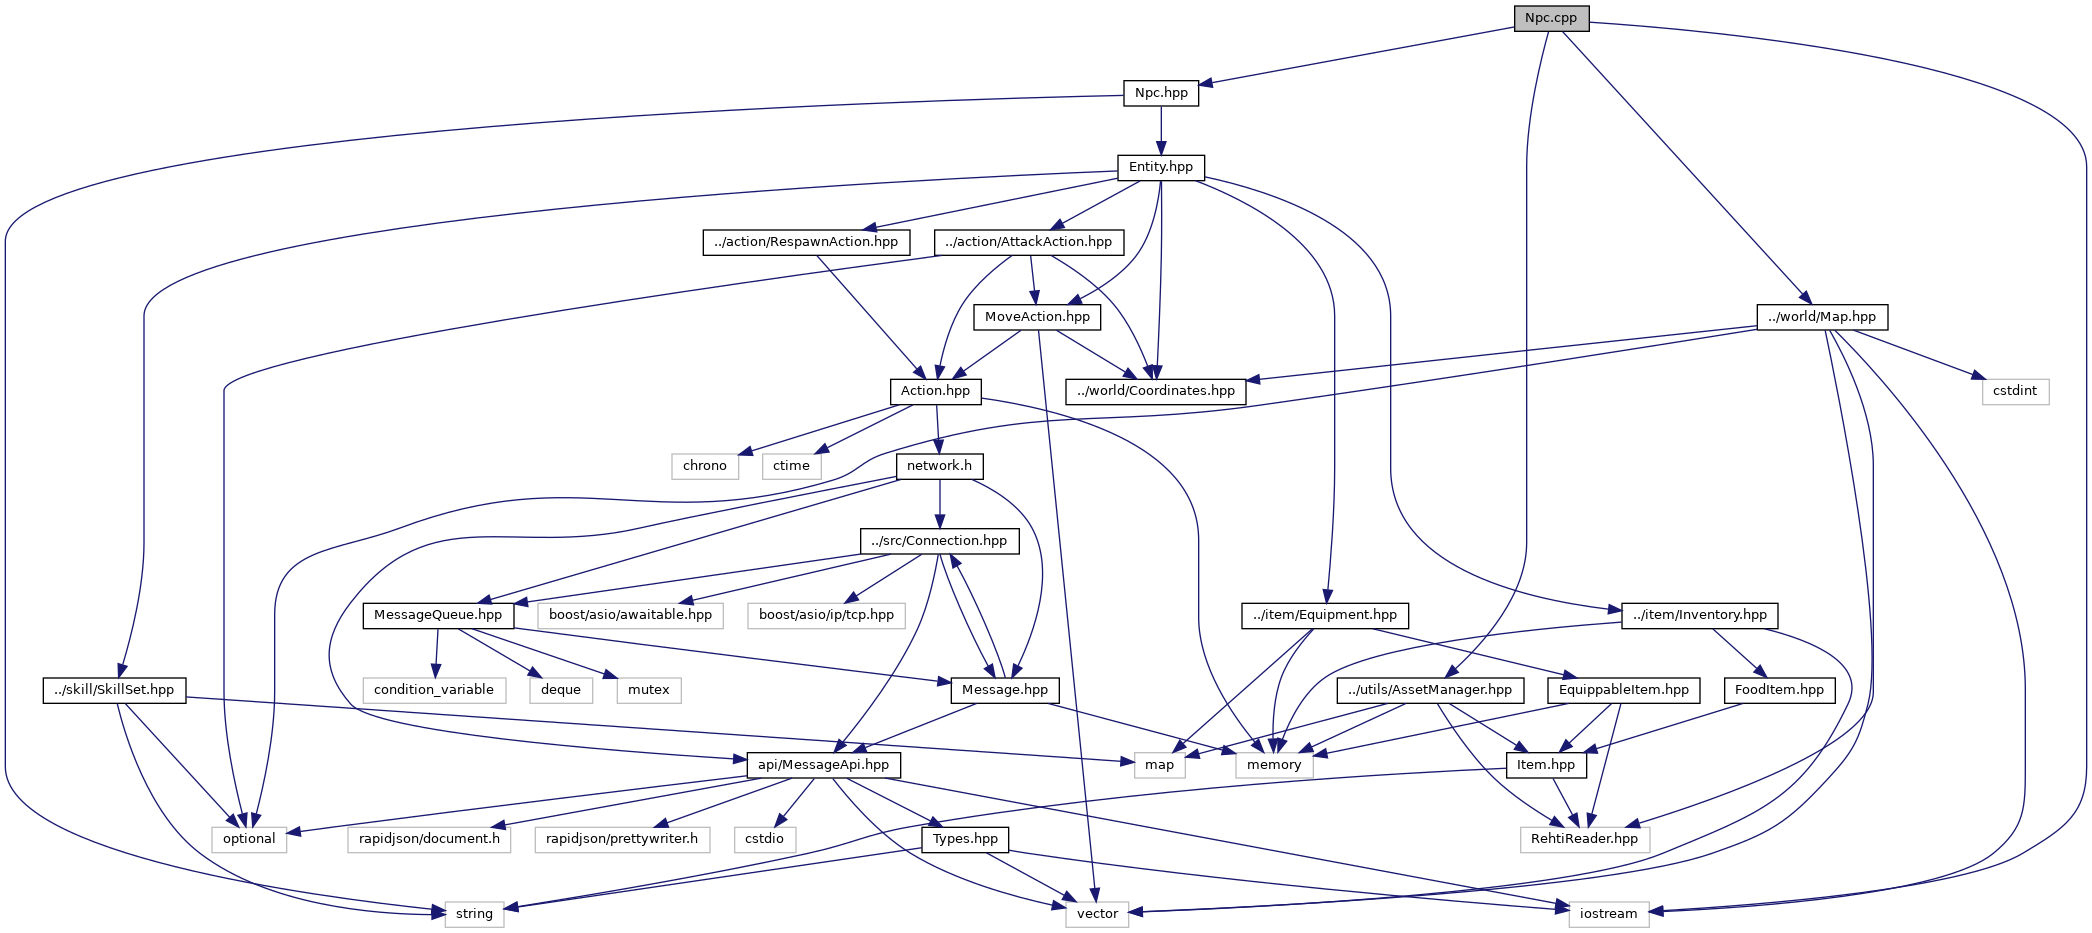 Npc.cpp
Npc.hpp
Entity.hpp
../action/RespawnAction.hpp
../action/AttackAction.hpp
MoveAction.hpp
../world/Map.hpp
Action.hpp
../world/Coordinates.hpp
cstdint
chrono
ctime
network.h
../src/Connection.hpp
MessageQueue.hpp
boost/asio/awaitable.hpp
boost/asio/ip/tcp.hpp
../item/Equipment.hpp
../item/Inventory.hpp
../skill/SkillSet.hpp
condition_variable
deque
mutex
Message.hpp
../utils/AssetManager.hpp
EquippableItem.hpp
FoodItem.hpp
api/MessageApi.hpp
map
memory
Item.hpp
optional
rapidjson/document.h
rapidjson/prettywriter.h
cstdio
Types.hpp
RehtiReader.hpp
string
vector
iostream